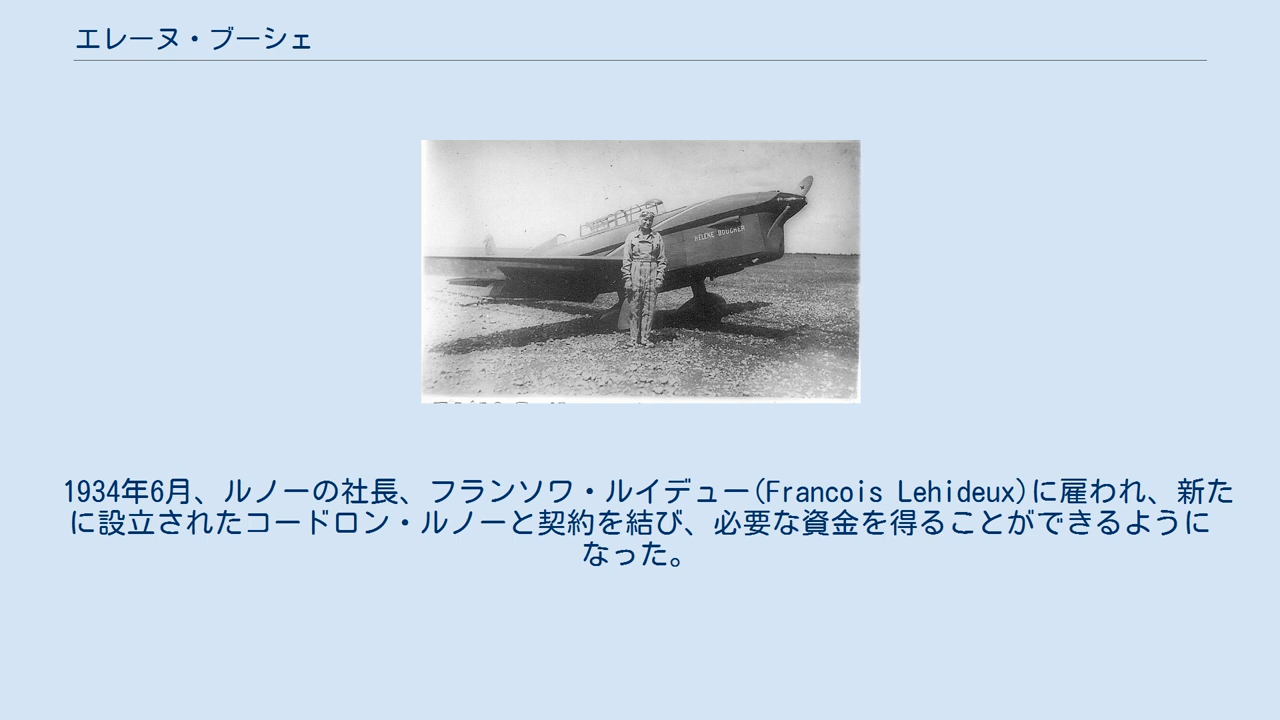 エレーヌ・ブーシェ
HÉLÈNE BOUCHER
1934年6月、ルノーの社長、フランソワ・ルイデュー(Francois Lehideux)に雇われ、新た
に設立されたコードロン・ルノーと契約を結び、必要な資金を得ることができるように
なった。